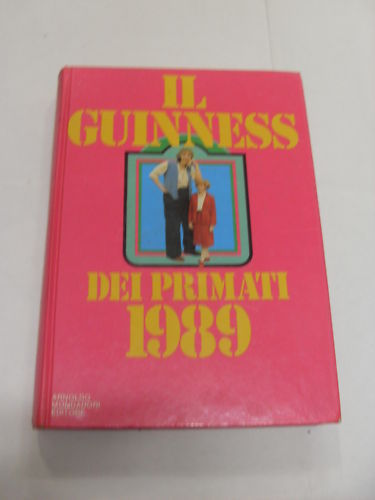 IL
GUINNESS
DEI PRIMATI
1989
ARNOLDO
MONDADORI
EDITORE